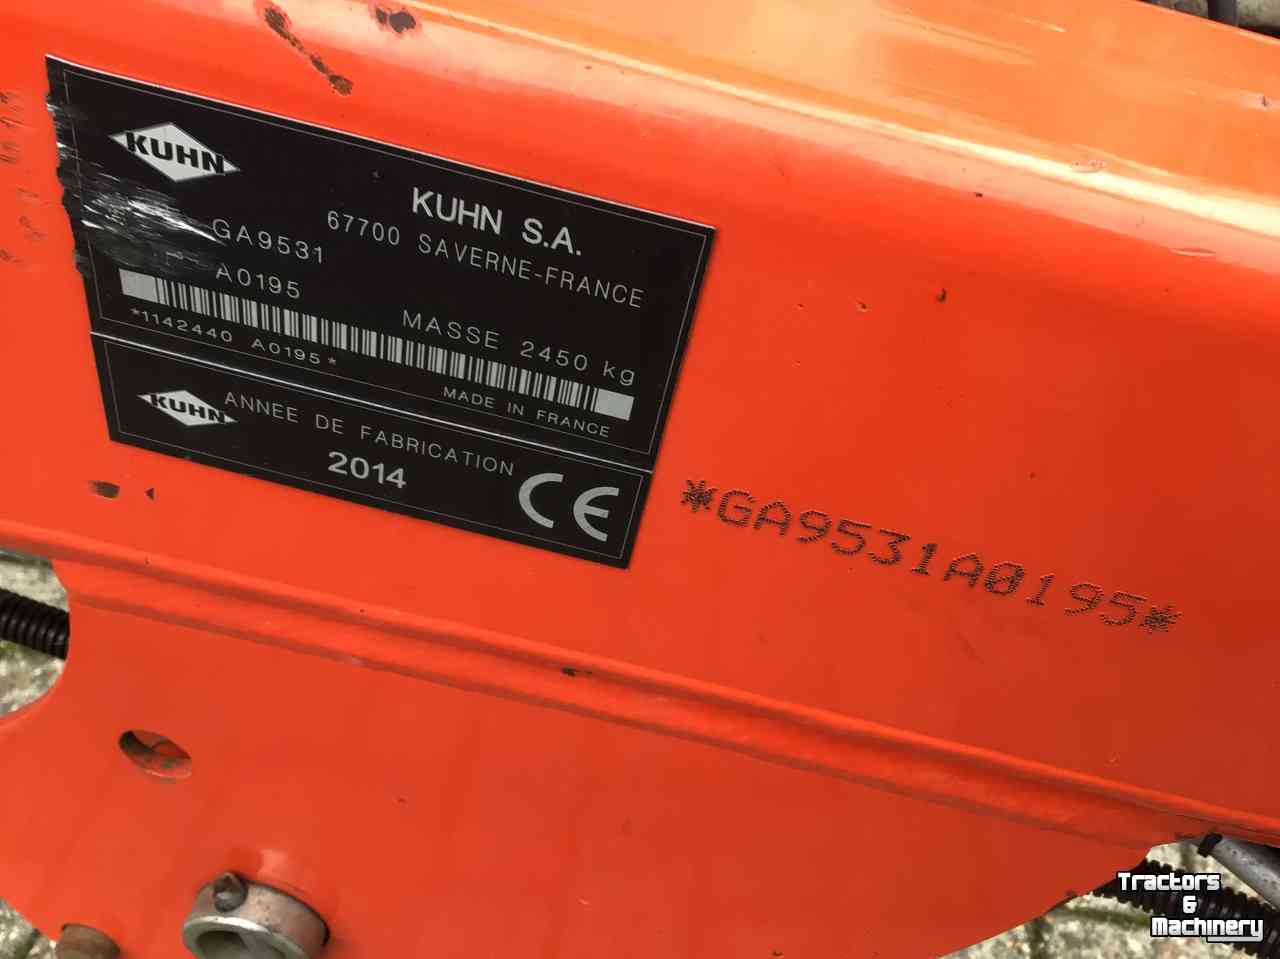 KUHN
KUHN S.A.
67700 SAVERNE-FRANCE
GA9531
A0195
MASSE 2450 kg
*1142440 A0195*
MADE IN FRANCE
KUHN
ANNEE DE FABRICATION
2014
CE
*GA9531A0195*
Tractors
&
Machinery